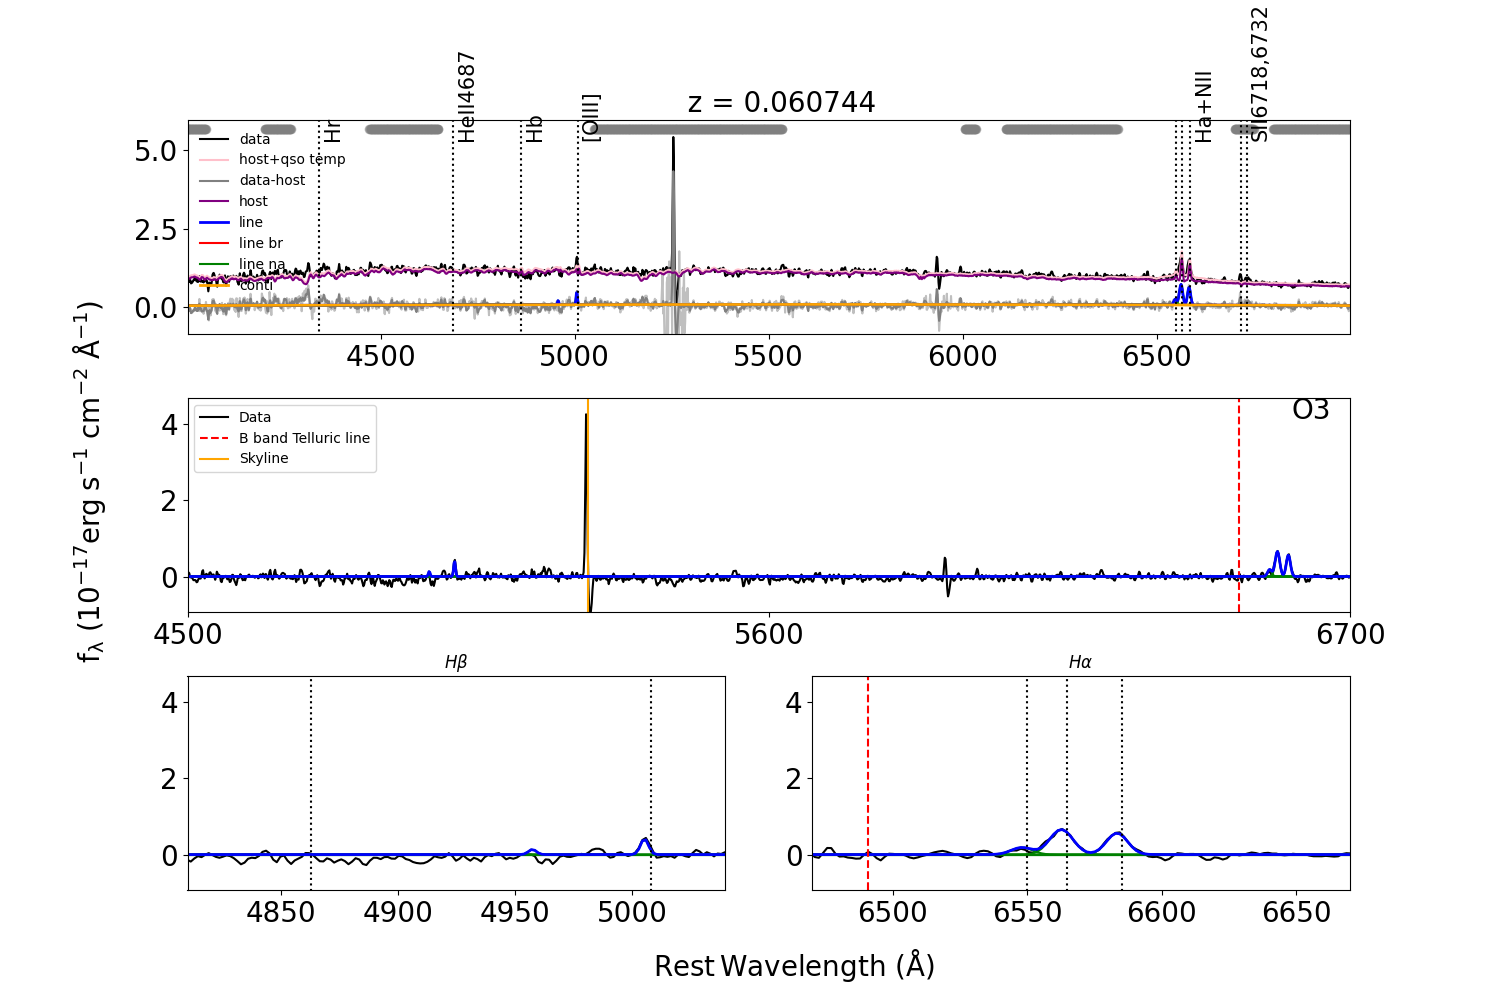 z = 0.060744
Hr
HeII4687
Hb
[OIII]
Ha+NII
SII6718,6732
data
host+qso temp
data-host
host
line
line br
line na
conti
5.0
2.5
0.0
4500 5000 5500 6000 6500
O3
Data
B band Telluric line
Skyline
4
2
0
4500 5600 6700
fλ (10−17erg s−1 cm−2 Å−1)
Hβ
4
2
0
4850 4900 4950 5000
Hα
4
2
0
6500 6550 6600 6650
Rest Wavelength (Å)